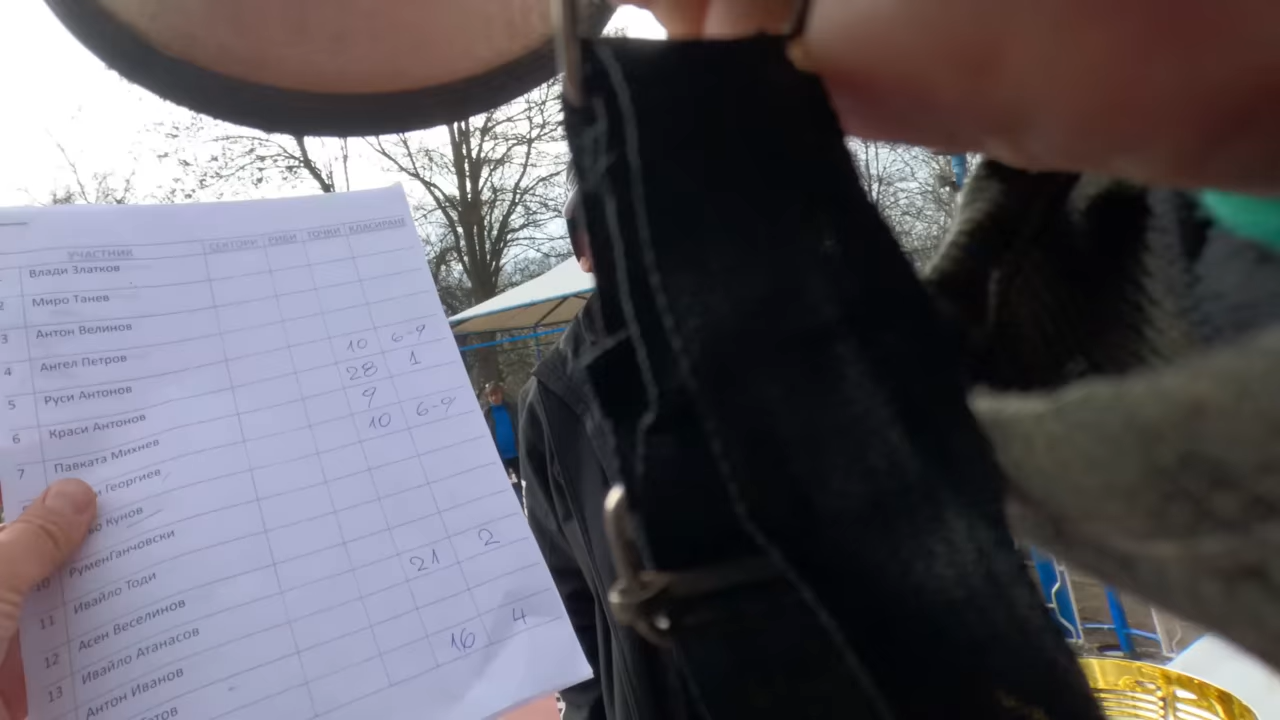 УЧАСТНИК СЕКТОРИ РИБИ ТОЧКИ КЛАСИРАНЕ
Влади Златков
2 Миро Танев
3 Антон Велинов
4 Ангел Петров 10 6-9
5 Руси Антонов 28 1
6 Краси Антонов 9
7 Павката Михнев 10 6-9
Георгиев
Кунов
10 РуменГанчовски
11 Ивайло Тоди 21 2
12 Асен Веселинов
13 Ивайло Атанасов 16 4
Антон Иванов